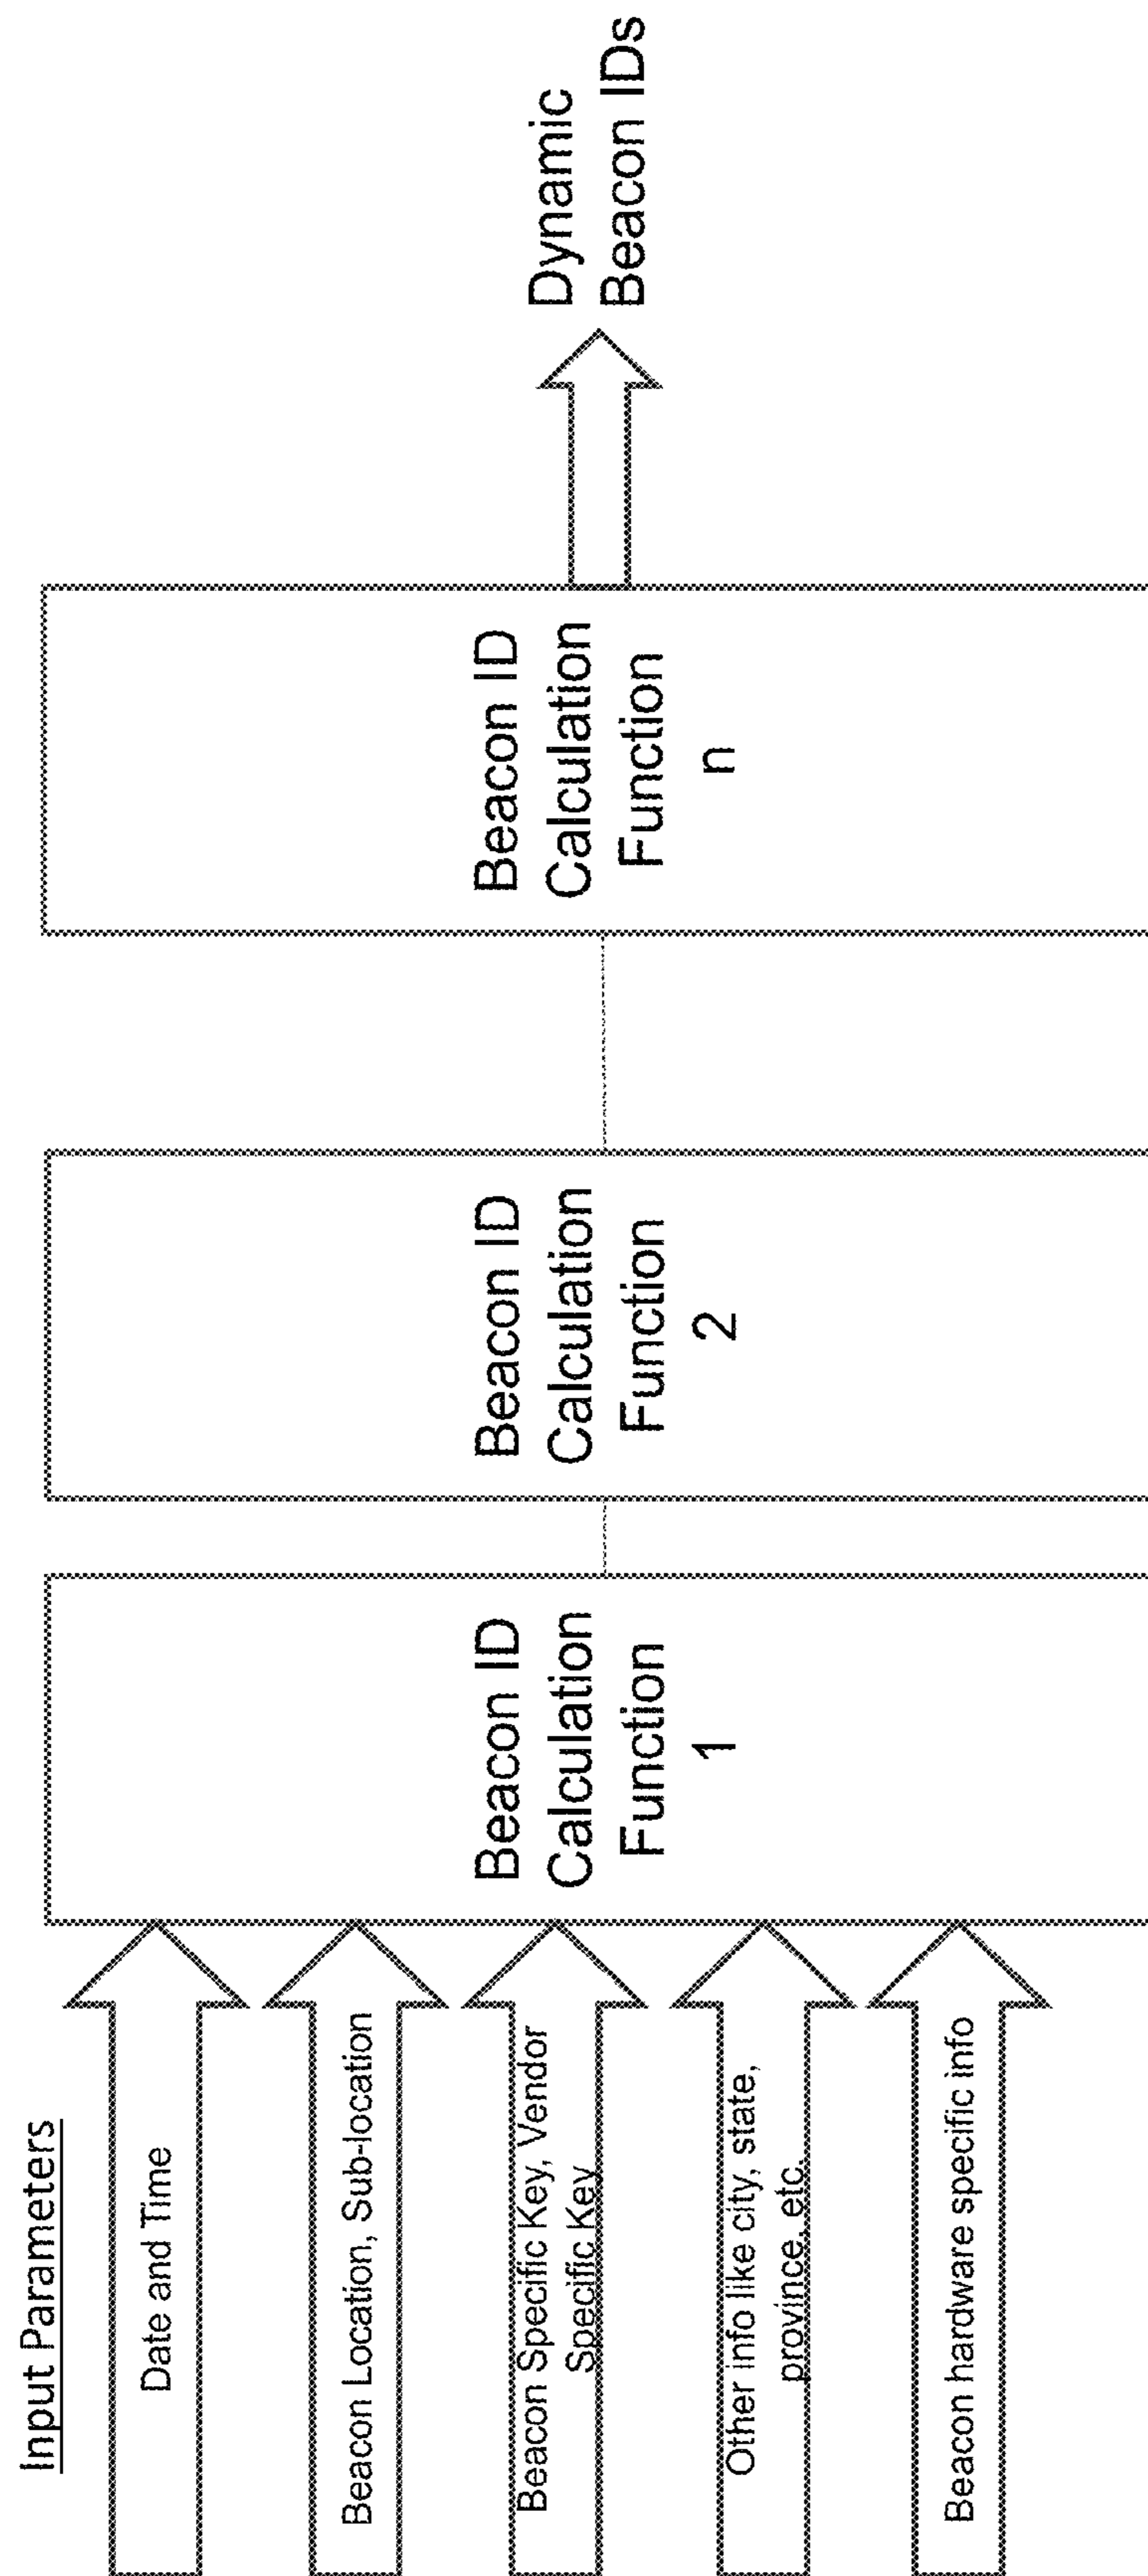 Input Parameters
Date and Time
Beacon Location, Sub-location
Beacon Specific Key, Vendor
Specific Key
Other info like city, state,
province, etc.
Beacon hardware specific info
Beacon ID
Calculation
Function
1
Beacon ID
Calculation
Function
2
Beacon ID
Calculation
Function
n
Dynamic
Beacon IDs